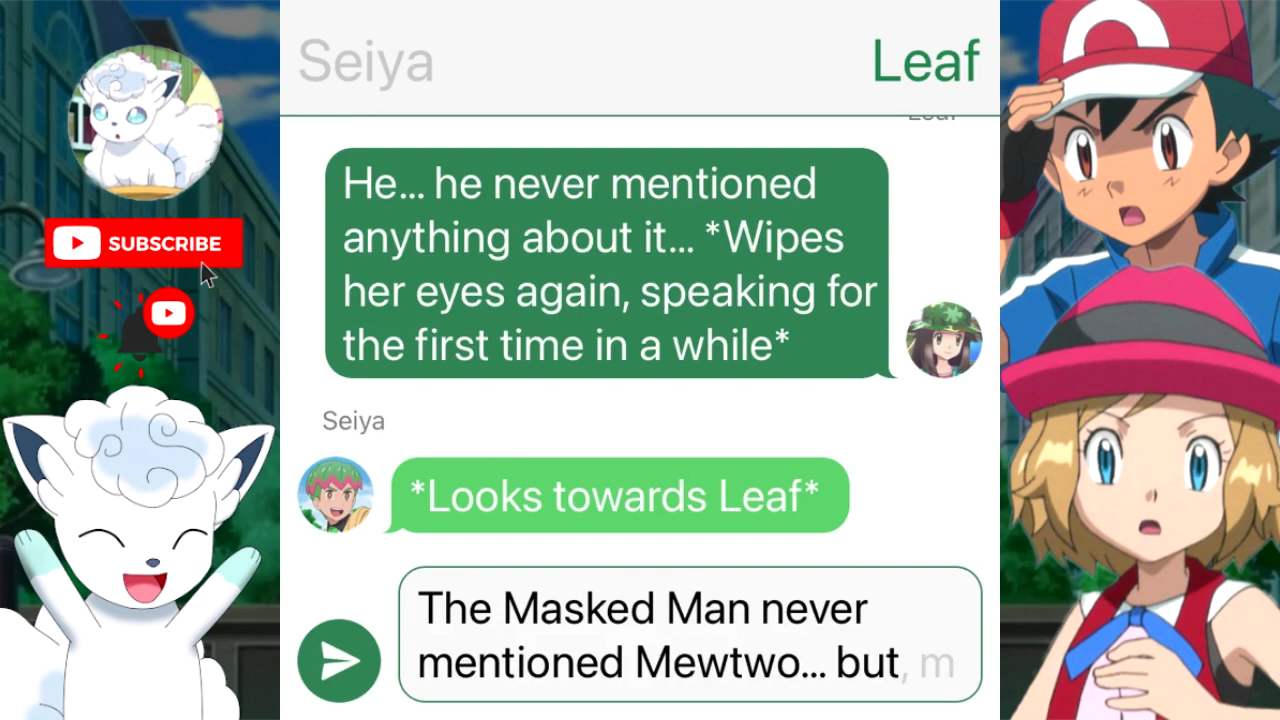 Seiya
Leaf
Leaf
He... he never mentioned
anything about it... *Wipes
her eyes again, speaking for
the first time in a while*
SUBSCRIBE
Seiya
*Looks towards Leaf*
The Masked Man never
mentioned Mewtwo... but, m